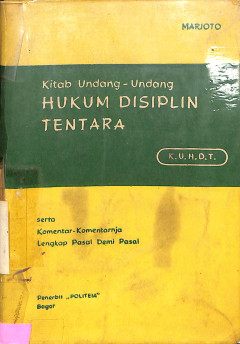 MARJOTO
Kitab Undang-Undang
HUKUM DISIPLIN
TENTARA
K.U.H.D.T.
serta
Komentar-Komentarnja
Lengkap Pasal Demi Pasal
Penerbit „POLITEIA"
Bogor